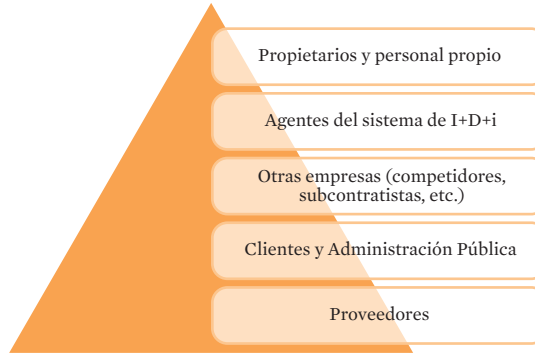 Propietarios y personal propio
Agentes del sistema de I+D+i
Otras empresas (competidores,
subcontratistas, etc.)
Clientes y Administración Pública
Proveedores